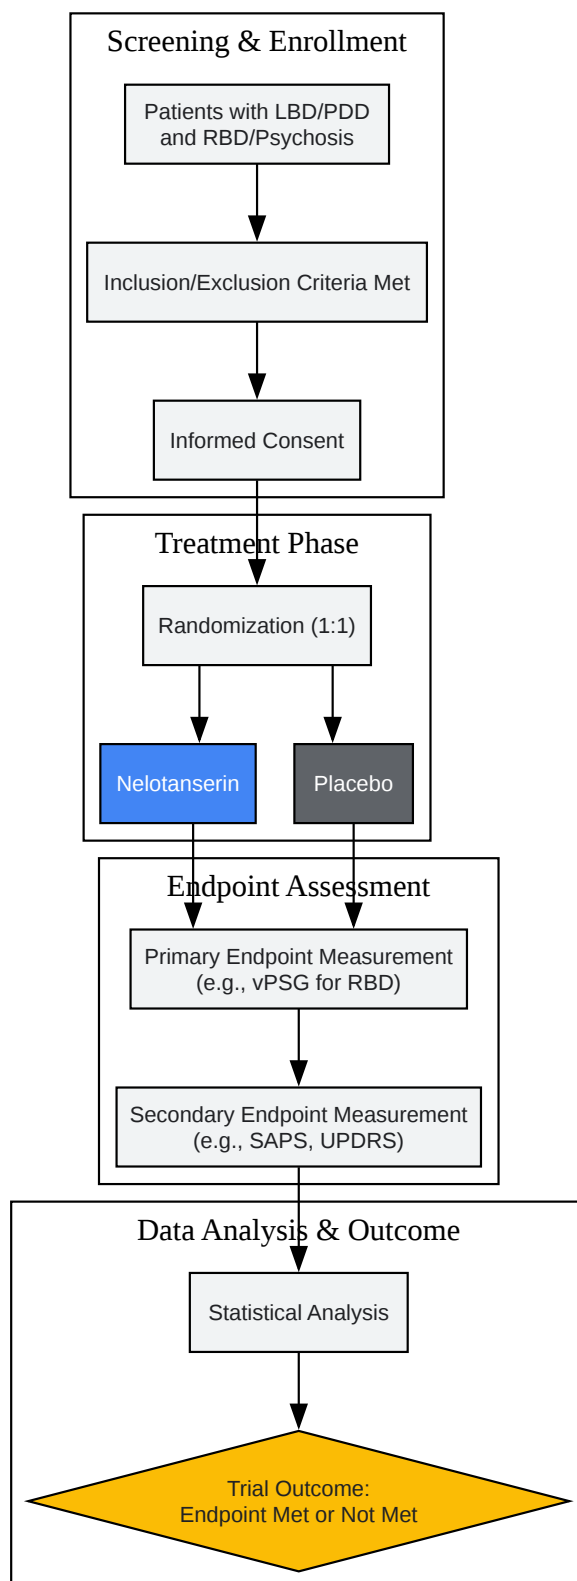 Screening & Enrollment
Patients with LBD/PDD
and RBD/Psychosis
Inclusion/Exclusion Criteria Met
Informed Consent
Treatment Phase
Randomization (1:1)
Nelotanserin
Placebo
Endpoint Assessment
Primary Endpoint Measurement
(e.g., vPSG for RBD)
Secondary Endpoint Measurement
(e.g., SAPS, UPDRS)
Data Analysis & Outcome
Statistical Analysis
Trial Outcome:
Endpoint Met or Not Met